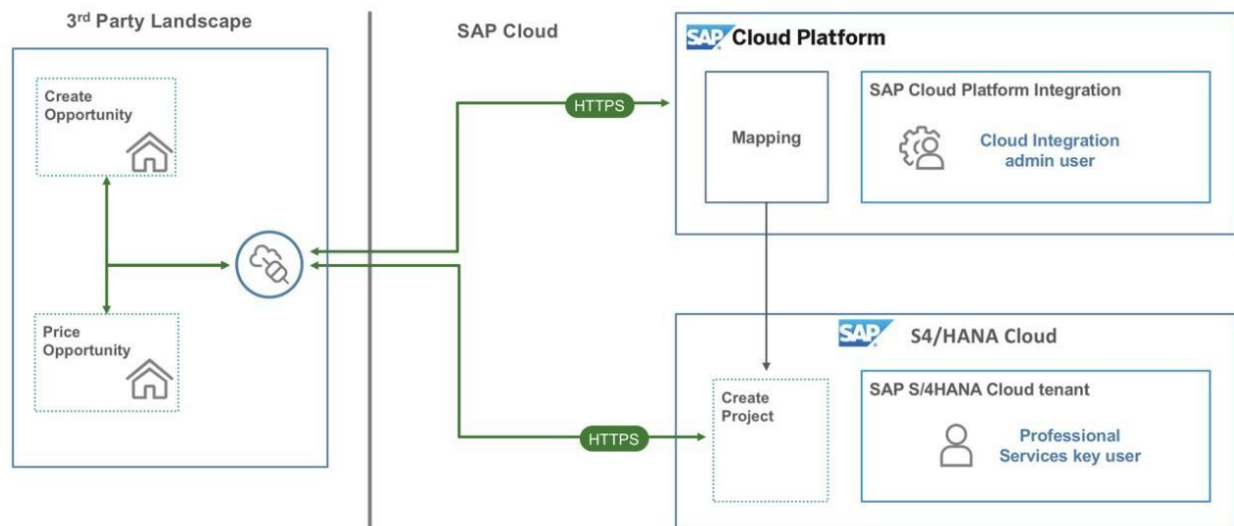 3rd Party Landscape
SAP Cloud
Create
Opportunity
Price
Opportunity
HTTPS
HTTPS
SAP Cloud Platform
Mapping
SAP Cloud Platform Integration
Cloud Integration
admin user
SAP S4/HANA Cloud
Create
Project
SAP S/4HANA Cloud tenant
Professional
Services key user